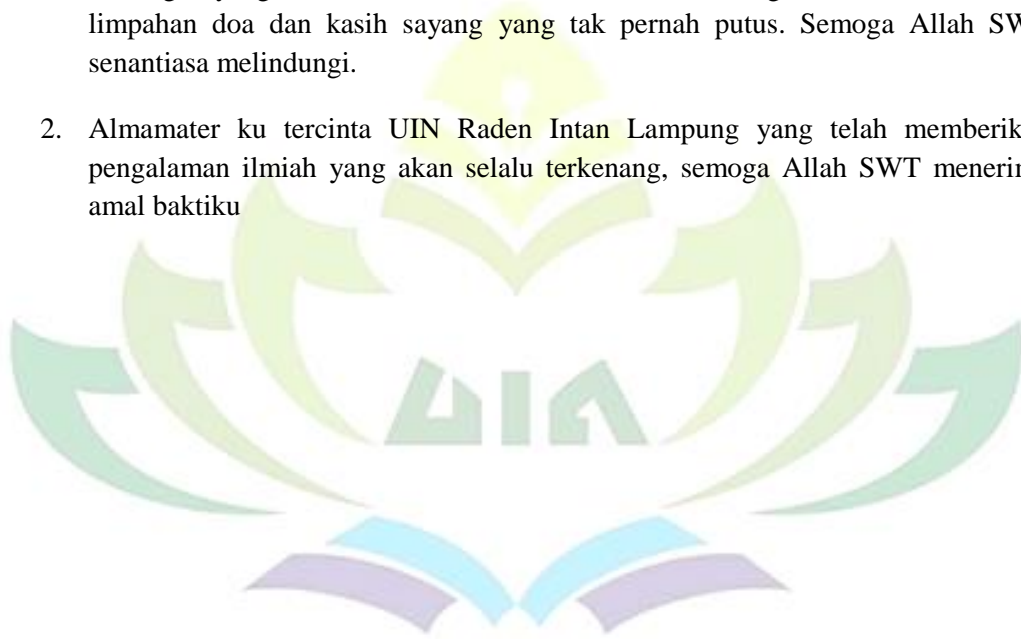 limpahan doa dan kasih sayang yang tak pernah putus. Semoga Allah SW
senantiasa melindungi.
2. Almamater ku tercinta UIN Raden Intan Lampung yang telah memberik
pengalaman ilmiah yang akan selalu terkenang, semoga Allah SWT menerin
amal baktiku
UIN